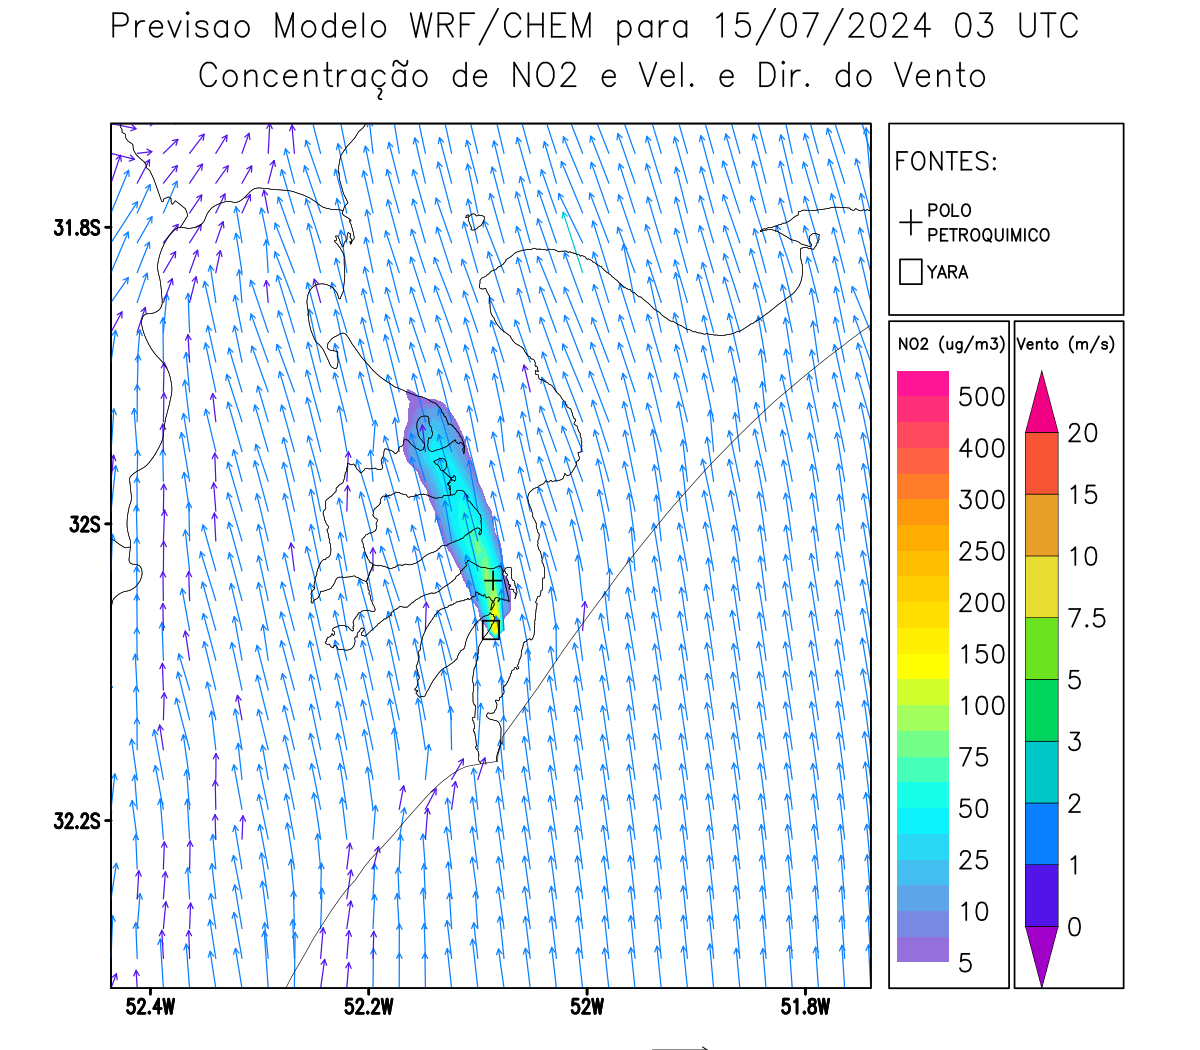 Previsao Modelo WRF/CHEM para 15/07/2024 03 UTC
Concentração de NO2 e Vel. e Dir. do Vento
FONTES:
POLO
PETROQUIMICO
YARA
NO2 (ug/m3)
500
400
300
250
200
150
100
75
50
25
10
5
Vento (m/s)
20
15
10
7.5
5
3
2
1
0
31.8S
32S
32.2S
52.4W
52.2W
52W
51.8W